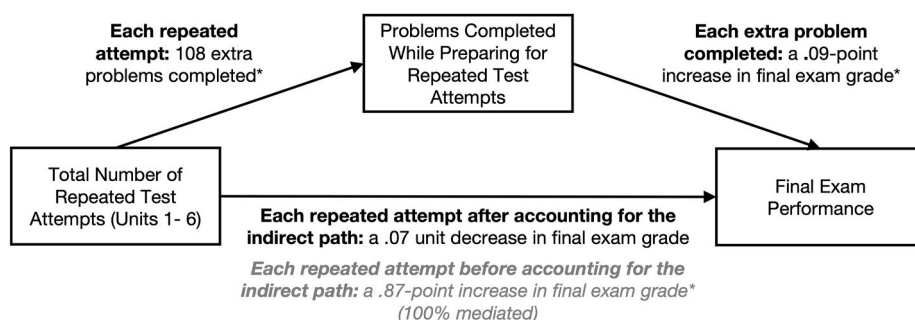 Each repeated
attempt: 108 extra
problems completed*
Problems Completed
While Preparing for
Repeated Test
Attempts
Each extra problem
completed: a .09-point
increase in final exam grade*
Total Number of
Repeated Test
Attempts (Units 1- 6)
Final Exam
Performance
Each repeated attempt after accounting for the
indirect path: a .07 unit decrease in final exam grade
Each repeated attempt before accounting for the
indirect path: a .87-point increase in final exam grade*
(100% mediated)